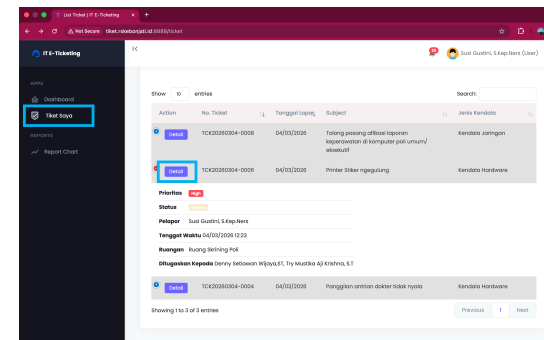 List Ticket | IT E-Ticketing
Not Secure tiket.rskebonjati.id:8888/ticket
IT E-Ticketing
Susi Gustini, S.Kep.Ners (User)
APPS
Dashboard
Tiket Saya
REPORTS
Report Chart
Show 10 entries
Search:
Action No. Ticket Tanggal Lapor Subject Jenis Kendala
Detail TCK20260304-0008 04/03/2026 Tolong pasang aflikasi laporan Kendala Jaringan
keperawatan di komputer poli umum/
eksekutif
Detail TCK20260304-0006 04/03/2026 Printer Stiker ngegulung Kendala Hardware
Prioritas High
Status
Pelapor Susi Gustini, S.Kep.Ners
Tenggat Waktu 04/03/2026 12:23
Ruangan Ruang Skrining Poli
Ditugaskan Kepada Denny Setiawan Wijaya,ST, Try Mustika Aji Krishna, S.T
Detail TCK20260304-0004 04/03/2026 Panggilan antrian dokter tidak nyala Kendala Hardware
Showing 1 to 3 of 3 entries
Previous 1 Next